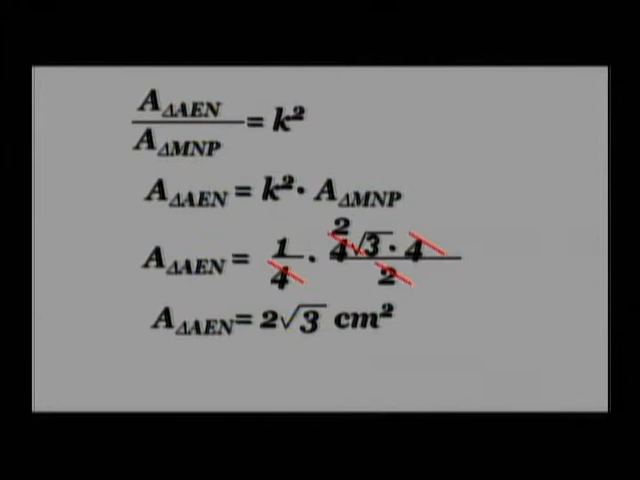 A_ΔAEN / A_ΔMNP = k²
A_ΔAEN = k² · A_ΔMNP
A_ΔAEN = 1/4 · 2 4√3 · 4 / 2
A_ΔAEN = 2√3 cm²